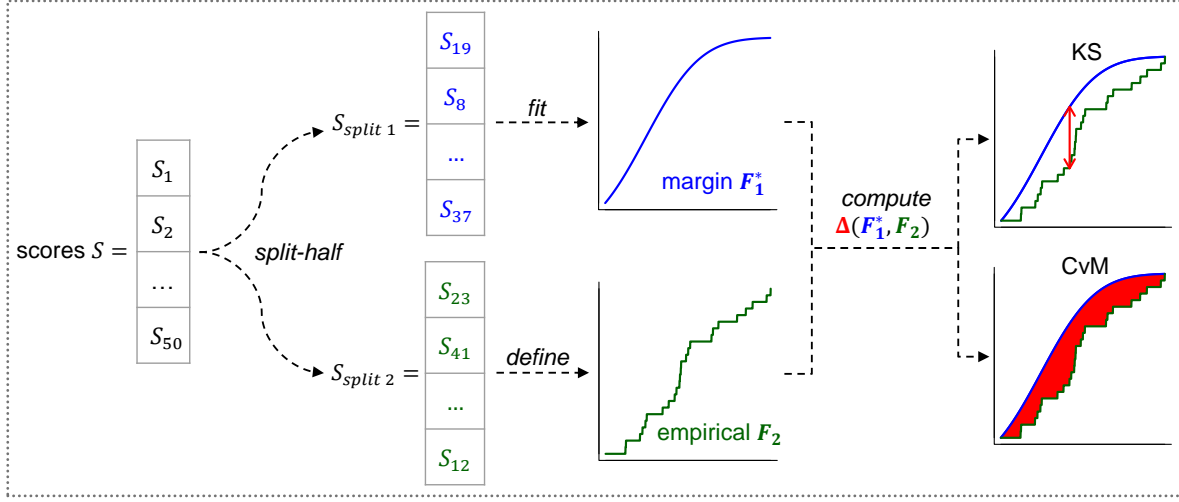 scores S =
S₁
S₂
...
S₅₀
split-half
S_split 1 =
S₁₉
S₈
...
S₃₇
S_split 2 =
S₂₃
S₄₁
...
S₁₂
fit
define
margin F₁*
empirical F₂
compute
Δ(F₁*, F₂)
KS
CvM